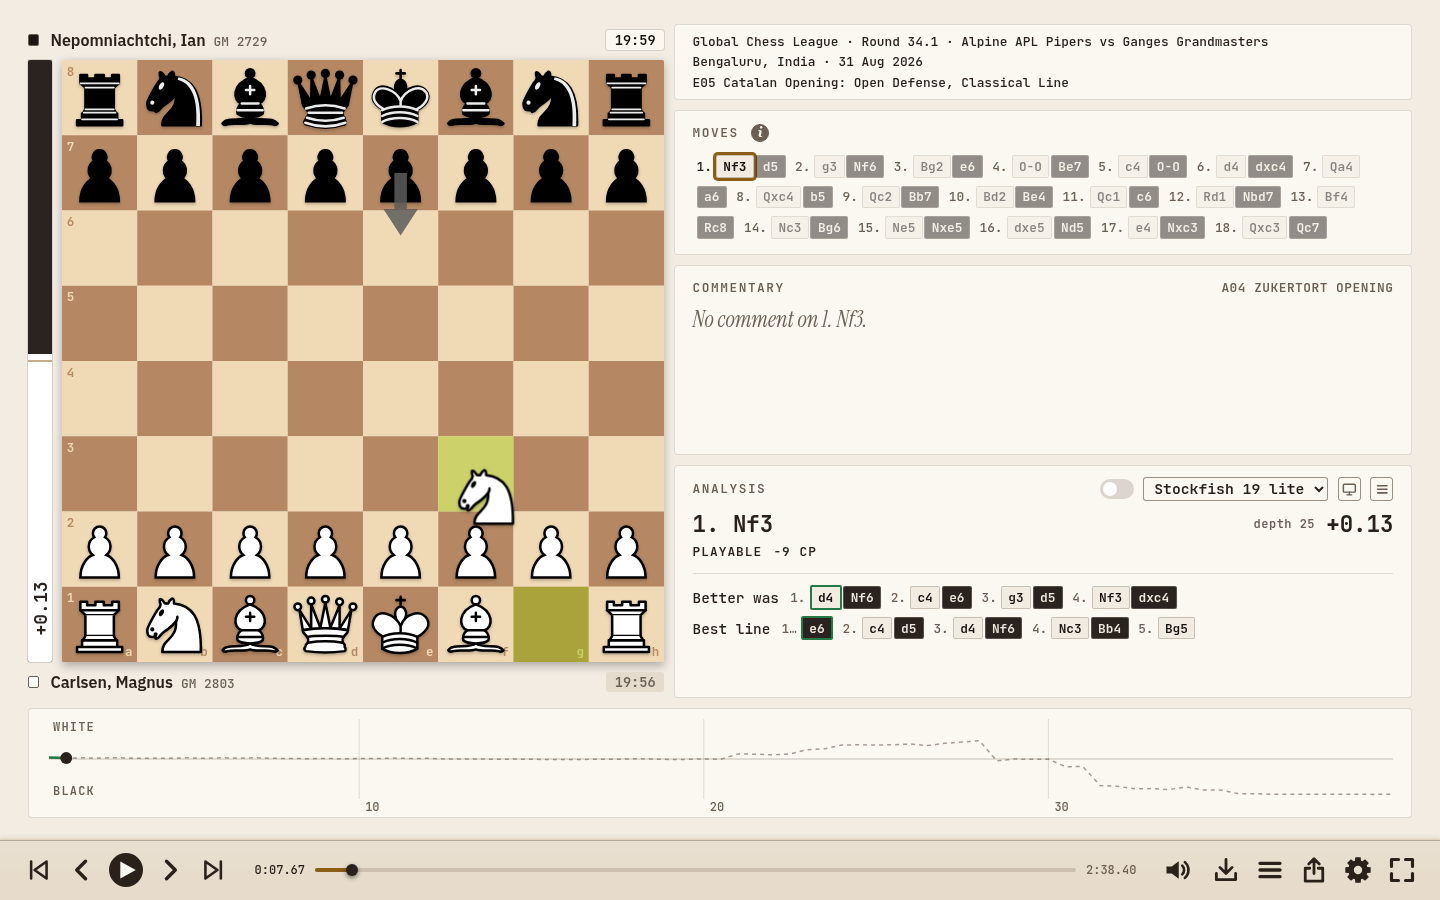 Nepomniachtchi, Ian GM 2729 19:59
8
7
6
5
4
3
2
1
a b c d e f g h
+0.13
Carlsen, Magnus GM 2803 19:56
Global Chess League · Round 34.1 · Alpine APL Pipers vs Ganges Grandmasters
Bengaluru, India · 31 Aug 2026
E05 Catalan Opening: Open Defense, Classical Line
MOVES i
1. Nf3 d5 2. g3 Nf6 3. Bg2 e6 4. O-O Be7 5. c4 O-O 6. d4 dxc4 7. Qa4
a6 8. Qxc4 b5 9. Qc2 Bb7 10. Bd2 Be4 11. Qc1 c6 12. Rd1 Nbd7 13. Bf4
Rc8 14. Nc3 Bg6 15. Ne5 Nxe5 16. dxe5 Nd5 17. e4 Nxc3 18. Qxc3 Qc7
COMMENTARY A04 ZUKERTORT OPENING
No comment on 1. Nf3.
ANALYSIS Stockfish 19 lite
1. Nf3 depth 25 +0.13
PLAYABLE -9 CP
Better was 1. d4 Nf6 2. c4 e6 3. g3 d5 4. Nf3 dxc4
Best line 1… e6 2. c4 d5 3. d4 Nf6 4. Nc3 Bb4 5. Bg5
WHITE
BLACK
10 20 30
0:07.67 2:38.40